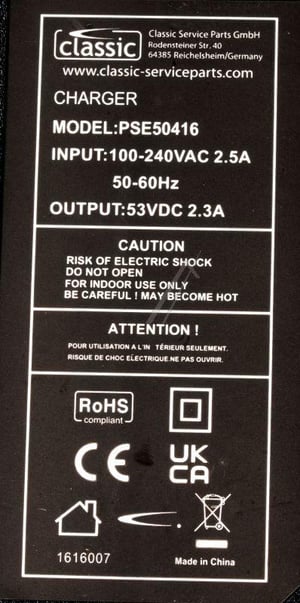 classic
Classic Service Parts GmbH
Rodensteiner Str. 40
64385 Reichelsheim/Germany
www.classic-serviceparts.com
CHARGER
MODEL:PSE50416
INPUT:100-240VAC 2.5A
50-60Hz
OUTPUT:53VDC 2.3A
CAUTION
RISK OF ELECTRIC SHOCK
DO NOT OPEN
FOR INDOOR USE ONLY
BE CAREFUL ! MAY BECOME HOT
ATTENTION !
POUR UTILISATION A L'IN TÉRIEUR SEULEMENT.
RISQUE DE CHOC ELECTRIQUE.NE PAS OUVRIR.
RoHS
compliant
CE
UK
CA
1616007
Made in China